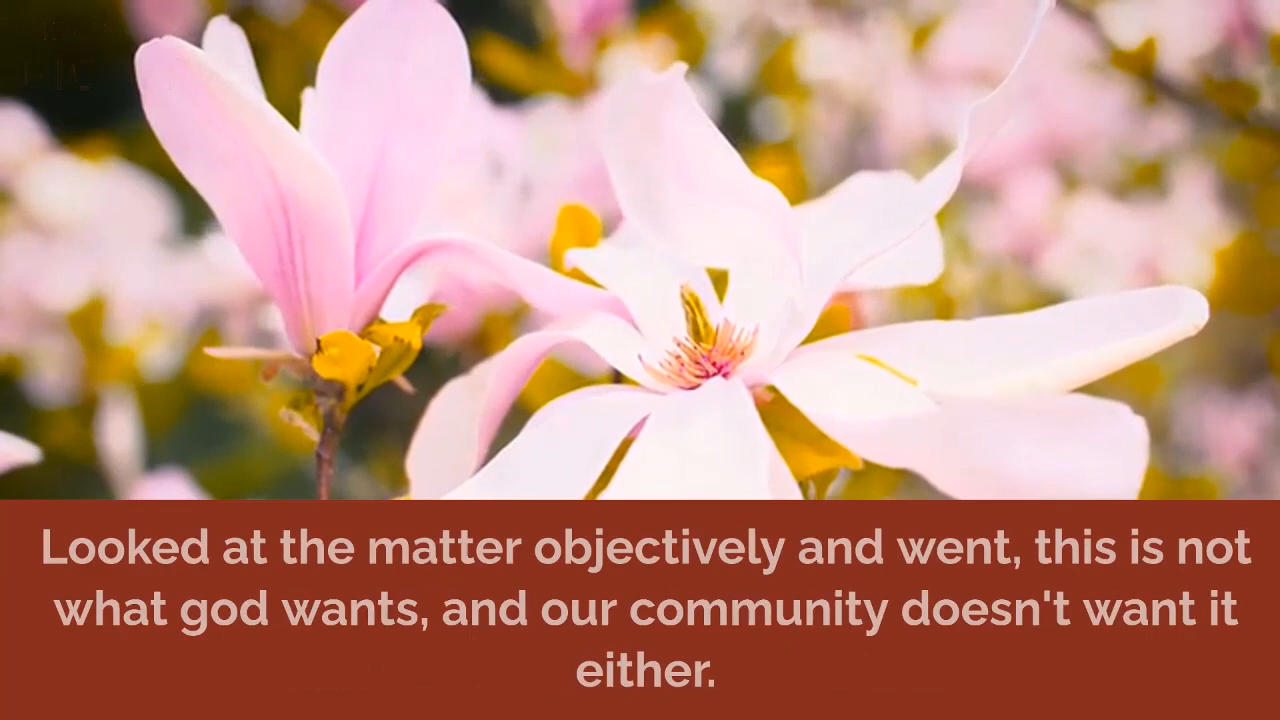 Looked at the matter objectively and went, this is not
what god wants, and our community doesn't want it
either.